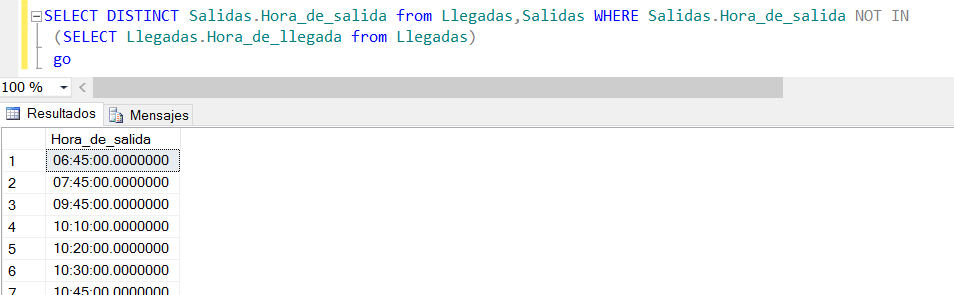 SELECT DISTINCT Salidas.Hora_de_salida from Llegadas,Salidas WHERE Salidas.Hora_de_salida NOT IN
(SELECT Llegadas.Hora_de_llegada from Llegadas)
go
100 %
Resultados Mensajes
Hora_de_salida
1 06:45:00.0000000
2 07:45:00.0000000
3 09:45:00.0000000
4 10:10:00.0000000
5 10:20:00.0000000
6 10:30:00.0000000
7 10:45:00.0000000